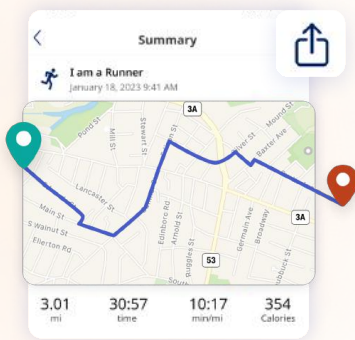 Summary
I am a Runner
January 18, 2023 9:41 AM
3A
Pond St
Mill St
Stewart St
Mound St
Baxter Ave
Lancaster St
Main St
S Walnut St
Ellerton Rd
Edinboro Rd
Arnold St
Germain Ave
Broadway
3A
53
3.01
30:57
10:17
354
mi
time
min/mi
Calories